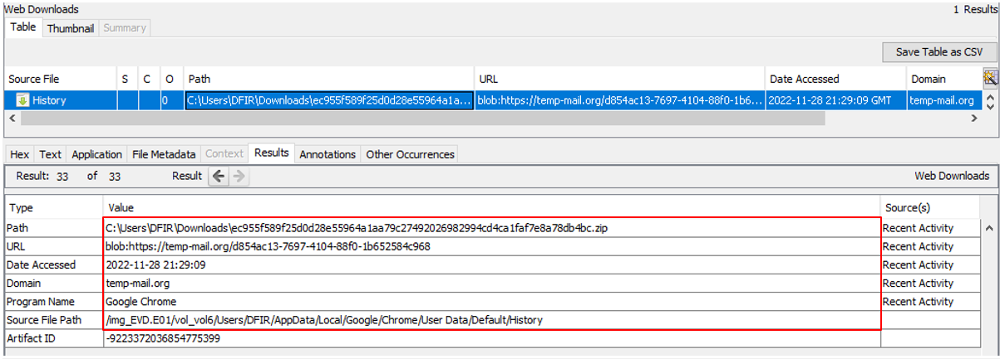 Web Downloads 1 Results
Table Thumbnail Summary
Save Table as CSV
Source File S C O Path URL Date Accessed Domain
History 0 C:\Users\DFIR\Downloads\ec955f589f25d0d28e55964a1a... blob:https://temp-mail.org/d854ac13-7697-4104-88f0-1b6... 2022-11-28 21:29:09 GMT temp-mail.org
Hex Text Application File Metadata Context Results Annotations Other Occurrences
Result: 33 of 33 Result Web Downloads
Type Value Source(s)
Path C:\Users\DFIR\Downloads\ec955f589f25d0d28e55964a1aa79c27492026982994cd4ca1faf7e8a78db4bc.zip Recent Activity
URL blob:https://temp-mail.org/d854ac13-7697-4104-88f0-1b652584c968 Recent Activity
Date Accessed 2022-11-28 21:29:09 Recent Activity
Domain temp-mail.org Recent Activity
Program Name Google Chrome Recent Activity
Source File Path /img_EVD.E01/vol_vol6/Users/DFIR/AppData/Local/Google/Chrome/User Data/Default/History
Artifact ID -9223372036854775399